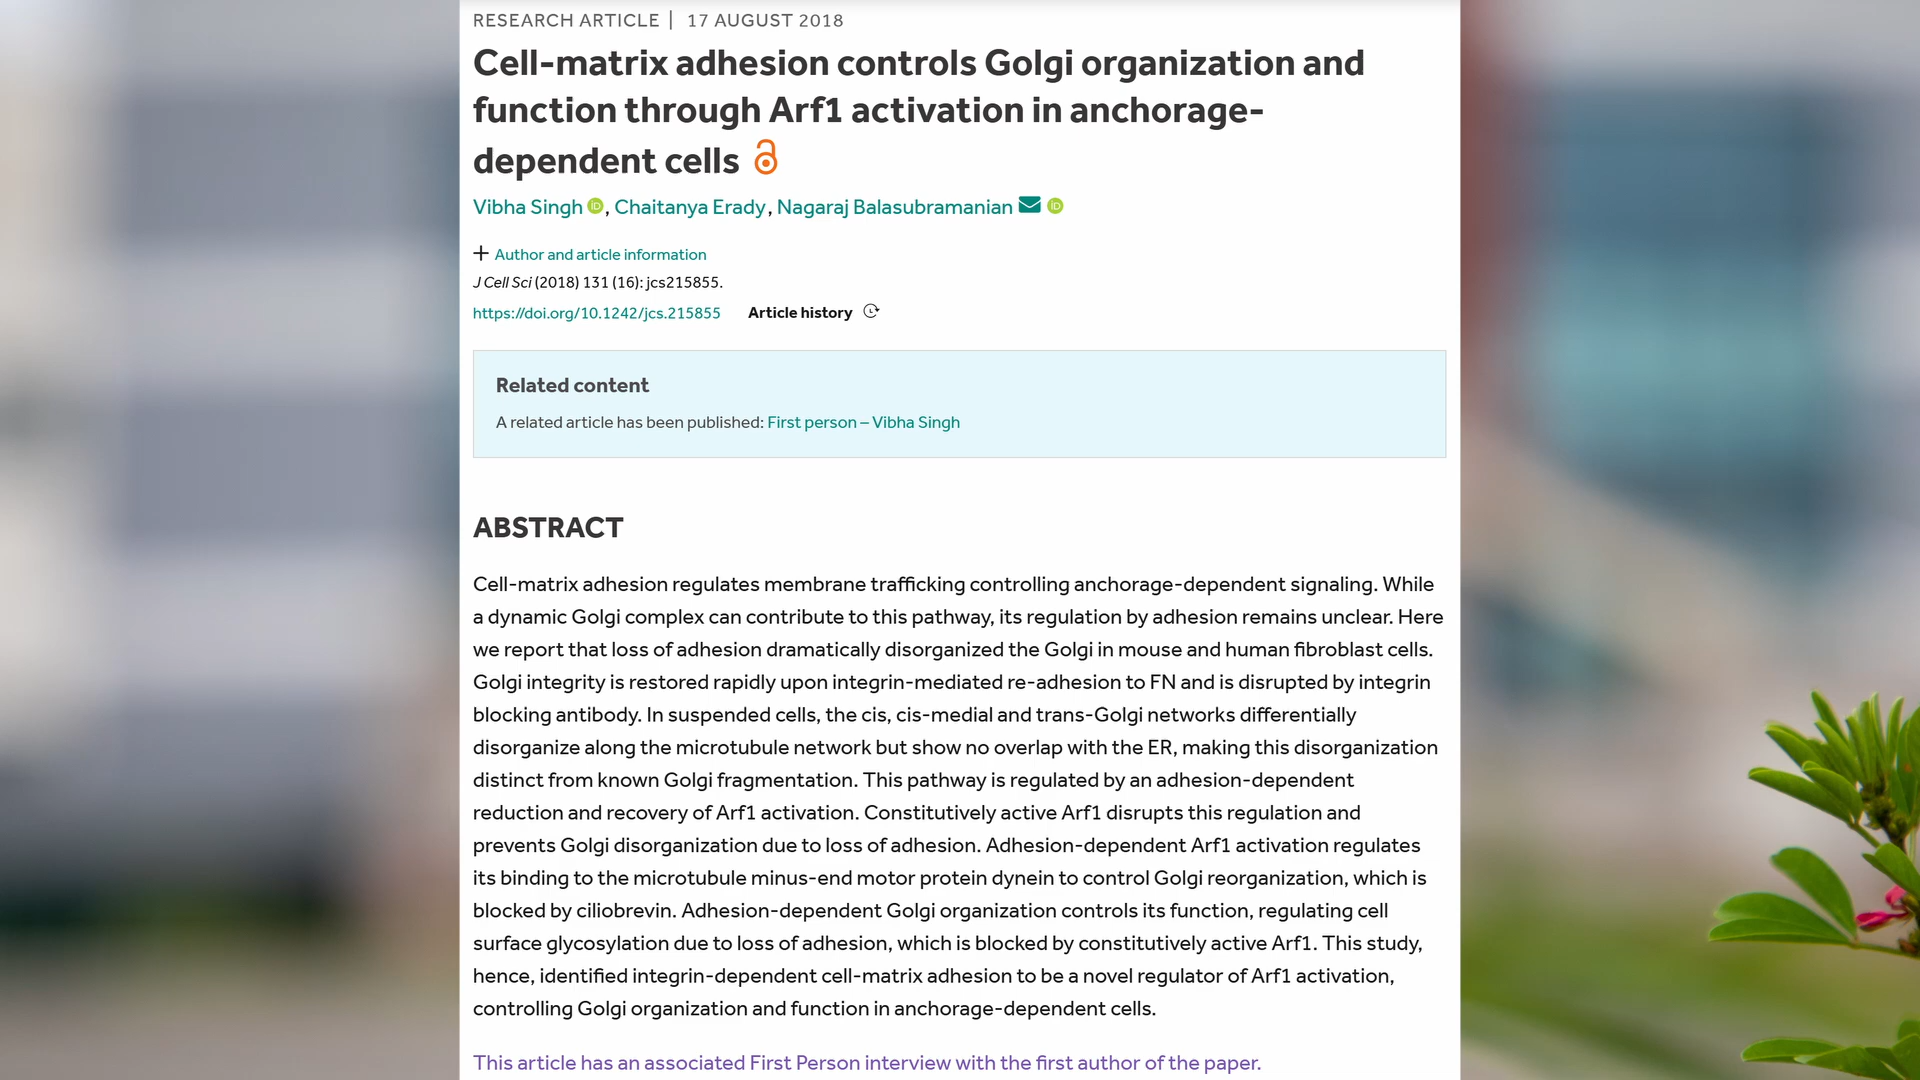 RESEARCH ARTICLE | 17 AUGUST 2018
Cell-matrix adhesion controls Golgi organization and
function through Arf1 activation in anchorage-
dependent cells
Vibha Singh iD, Chaitanya Erady, Nagaraj Balasubramanian iD
+ Author and article information
J Cell Sci (2018) 131 (16): jcs215855.
https://doi.org/10.1242/jcs.215855 Article history
Related content
A related article has been published: First person – Vibha Singh
ABSTRACT
Cell-matrix adhesion regulates membrane trafficking controlling anchorage-dependent signaling. While
a dynamic Golgi complex can contribute to this pathway, its regulation by adhesion remains unclear. Here
we report that loss of adhesion dramatically disorganized the Golgi in mouse and human fibroblast cells.
Golgi integrity is restored rapidly upon integrin-mediated re-adhesion to FN and is disrupted by integrin
blocking antibody. In suspended cells, the cis, cis-medial and trans-Golgi networks differentially
disorganize along the microtubule network but show no overlap with the ER, making this disorganization
distinct from known Golgi fragmentation. This pathway is regulated by an adhesion-dependent
reduction and recovery of Arf1 activation. Constitutively active Arf1 disrupts this regulation and
prevents Golgi disorganization due to loss of adhesion. Adhesion-dependent Arf1 activation regulates
its binding to the microtubule minus-end motor protein dynein to control Golgi reorganization, which is
blocked by ciliobrevin. Adhesion-dependent Golgi organization controls its function, regulating cell
surface glycosylation due to loss of adhesion, which is blocked by constitutively active Arf1. This study,
hence, identified integrin-dependent cell-matrix adhesion to be a novel regulator of Arf1 activation,
controlling Golgi organization and function in anchorage-dependent cells.
This article has an associated First Person interview with the first author of the paper.